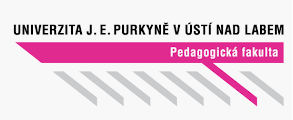 UNIVERZITA J. E. PURKYNĚ V ÚSTÍ NAD LABEM
Pedagogická fakulta